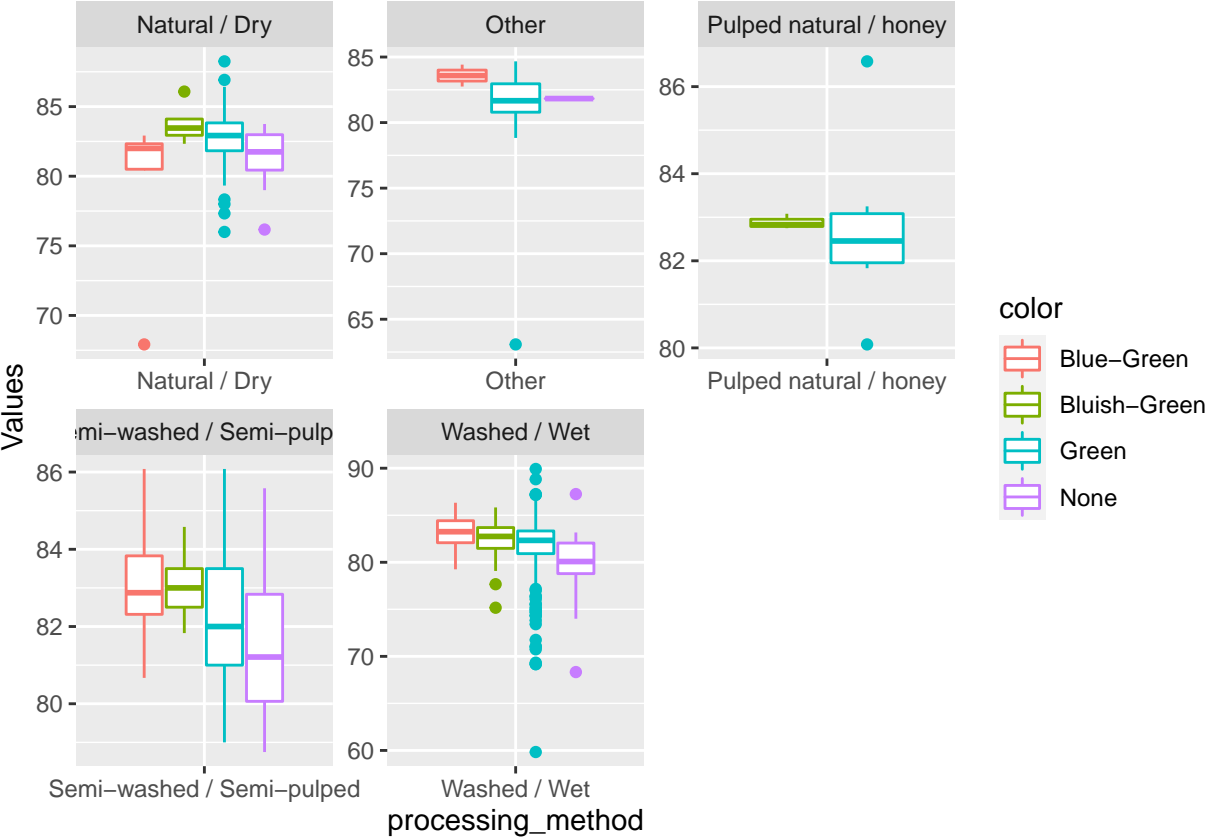 Natural / Dry
Other
Pulped natural / honey
85
80
75
70
85
80
75
70
65
86
84
82
80
Natural / Dry
Other
Pulped natural / honey
Values
color
Blue−Green
Bluish−Green
Green
None
emi−washed / Semi−pulp
Washed / Wet
86
84
82
80
90
80
70
60
Semi−washed / Semi−pulped
Washed / Wet
processing_method